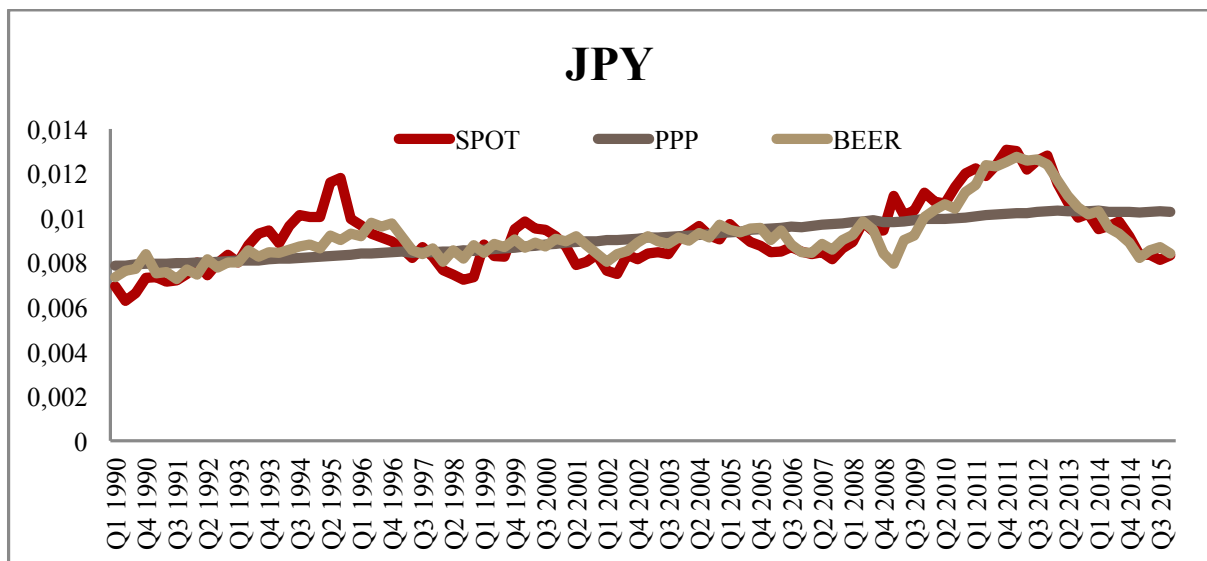 JPY
SPOT PPP BEER
0,014
0,012
0,01
0,008
0,006
0,004
0,002
0
Q1 1990
Q4 1990
Q3 1991
Q2 1992
Q1 1993
Q4 1993
Q3 1994
Q2 1995
Q1 1996
Q4 1996
Q3 1997
Q2 1998
Q1 1999
Q4 1999
Q3 2000
Q2 2001
Q1 2002
Q4 2002
Q3 2003
Q2 2004
Q1 2005
Q4 2005
Q3 2006
Q2 2007
Q1 2008
Q4 2008
Q3 2009
Q2 2010
Q1 2011
Q4 2011
Q3 2012
Q2 2013
Q1 2014
Q4 2014
Q3 2015